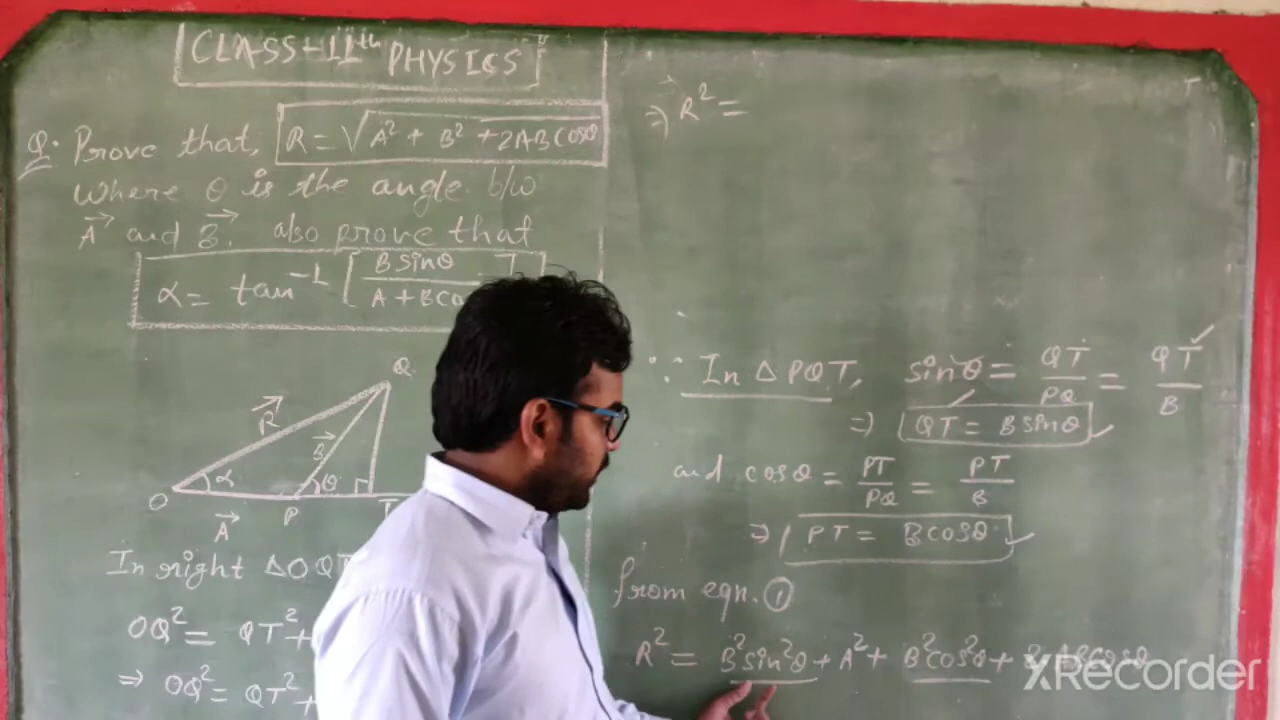 CLASS-11th PHYSICS
Q. Prove that, R = √A² + B² + 2ABCosθ
Where θ is the angle b/w
A⃗ and B⃗. also prove that
α = tan⁻¹ [ Bsinθ / A + BCo
Q
R⃗
B⃗
α
θ
O
A⃗
P
In right ΔOQT
OQ² = QT² +
⇒ OQ² = QT² +
⇒ R² =
∵ In ΔPQT, sinθ = QT/PQ = QT/B
⇒ QT = Bsinθ
and cosθ = PT/PQ = PT/B
⇒ PT = BCosθ
from eqn. ①
R² = B²sin²θ + A² + B²cos²θ + 2 ABCosθ
XRecorder